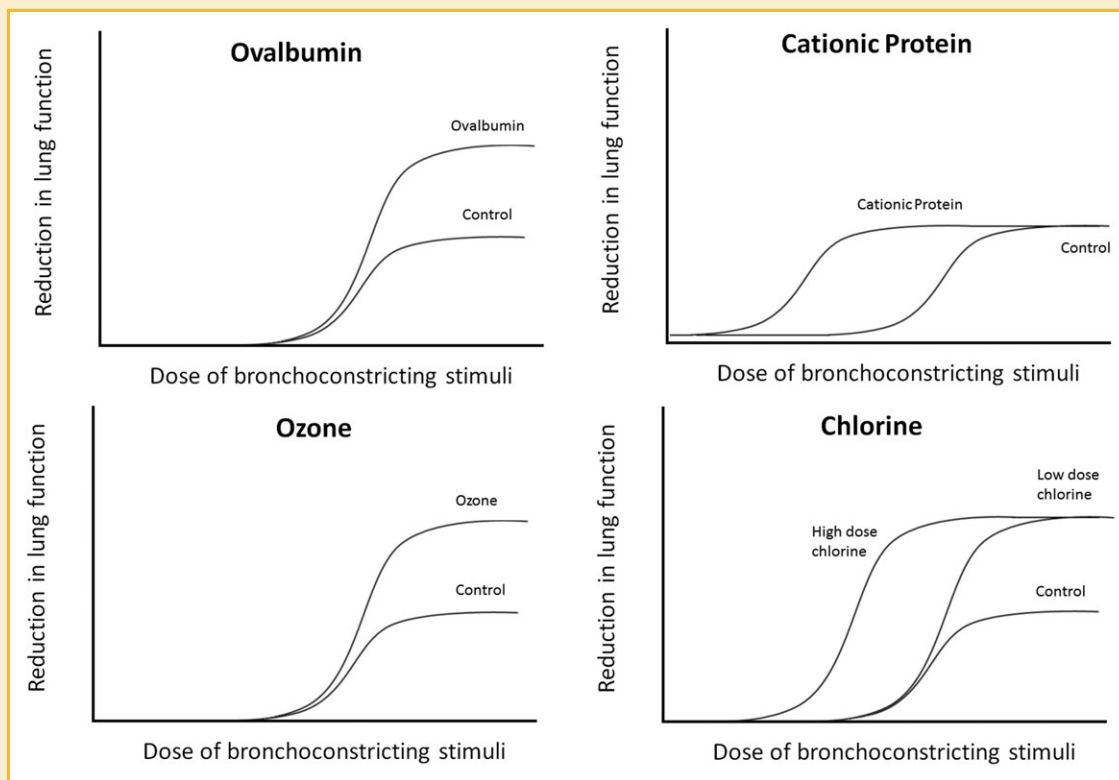 Ovalbumin
Reduction in lung function
Ovalbumin
Control
Dose of bronchoconstricting stimuli
Cationic Protein
Reduction in lung function
Cationic Protein
Control
Dose of bronchoconstricting stimuli
Ozone
Reduction in lung function
Ozone
Control
Dose of bronchoconstricting stimuli
Chlorine
Reduction in lung function
Low dose
chlorine
High dose
chlorine
Control
Dose of bronchoconstricting stimuli